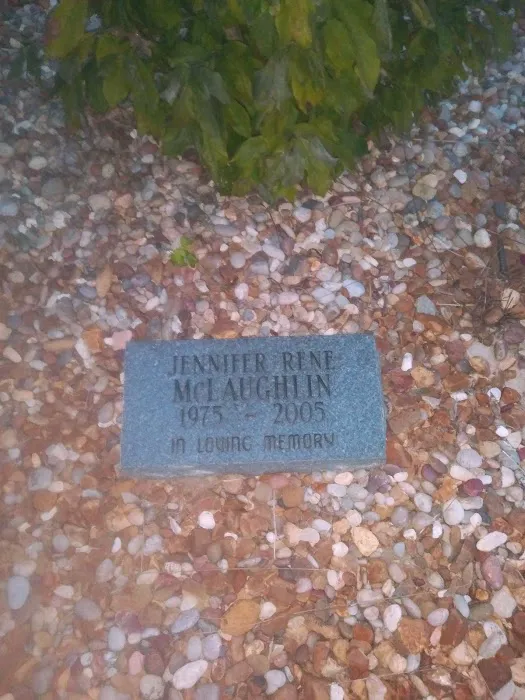 JENNIFER RENE
McLAUGHLIN
1975 - 2005
IN LOVING MEMORY